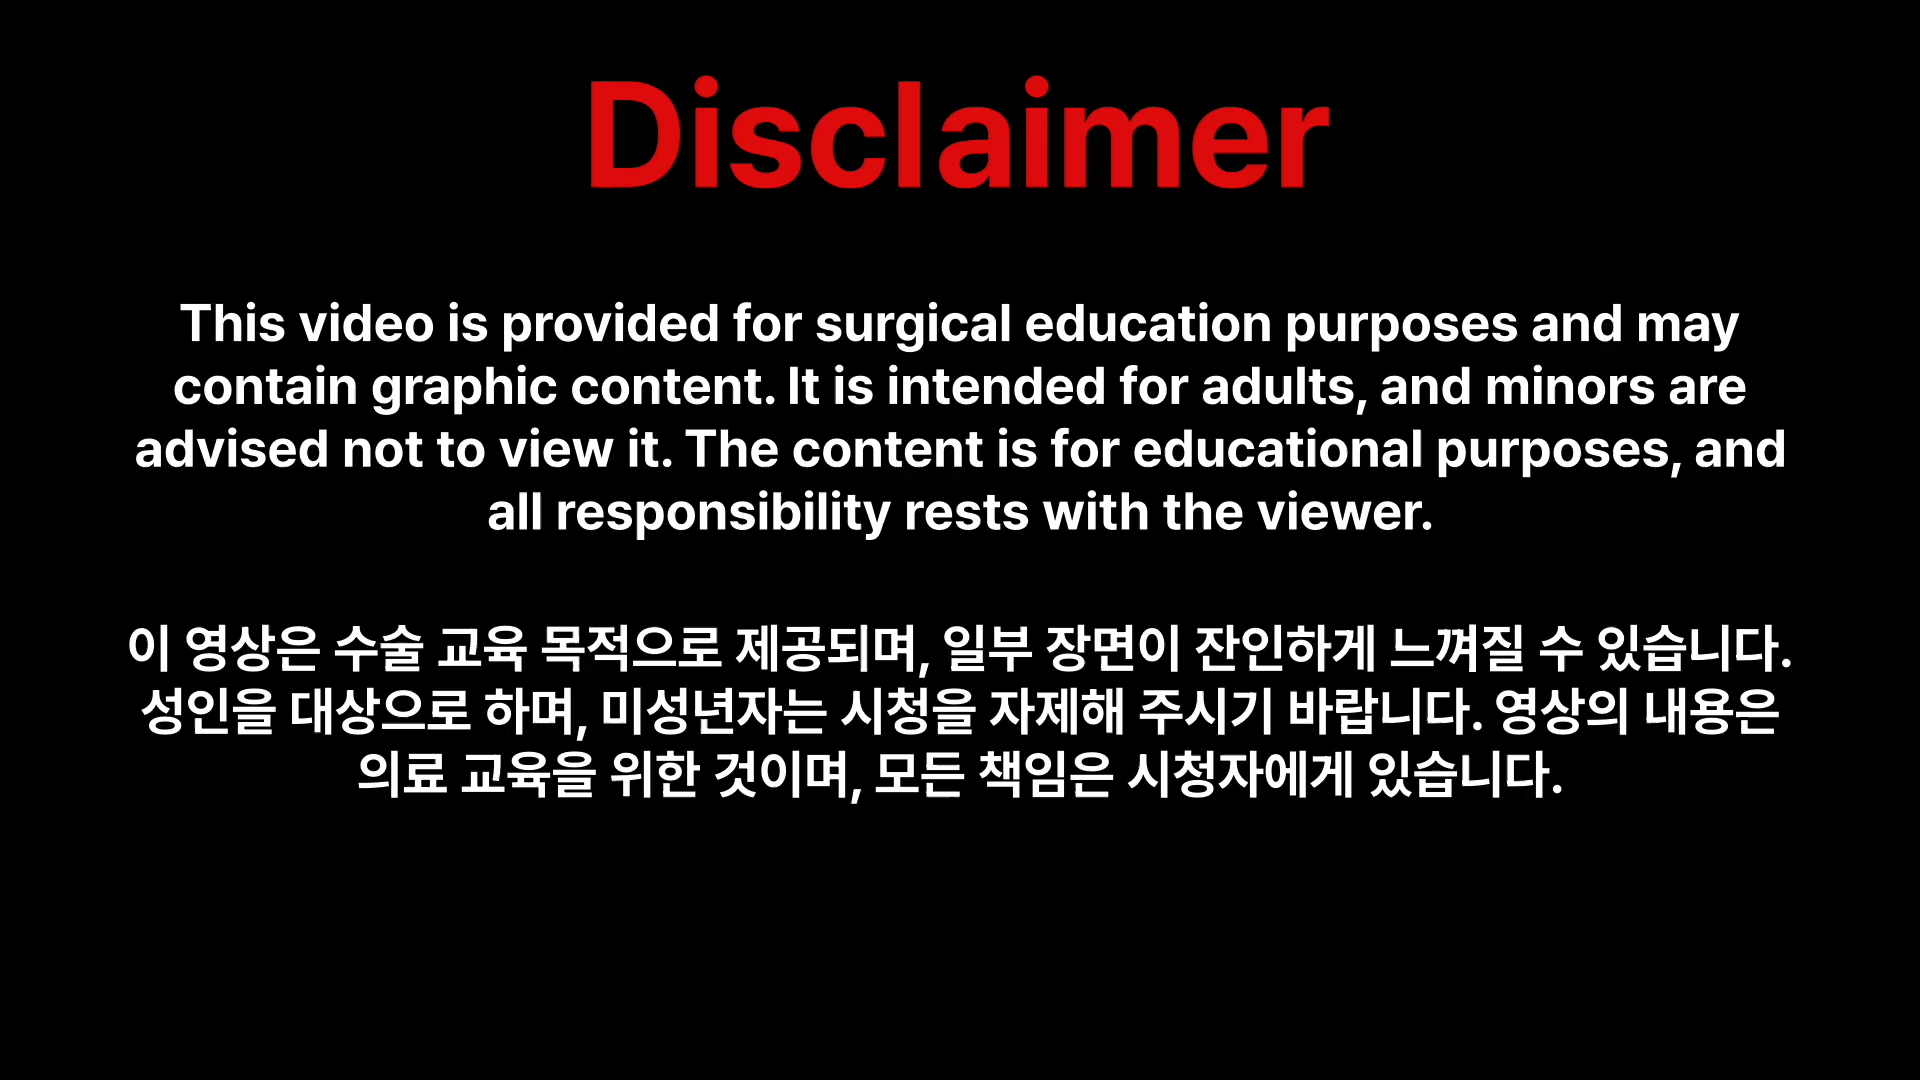 Disclaimer
This video is provided for surgical education purposes and may
contain graphic content. It is intended for adults, and minors are
advised not to view it. The content is for educational purposes, and
all responsibility rests with the viewer.
이 영상은 수술 교육 목적으로 제공되며, 일부 장면이 잔인하게 느껴질 수 있습니다.
성인을 대상으로 하며, 미성년자는 시청을 자제해 주시기 바랍니다. 영상의 내용은
의료 교육을 위한 것이며, 모든 책임은 시청자에게 있습니다.